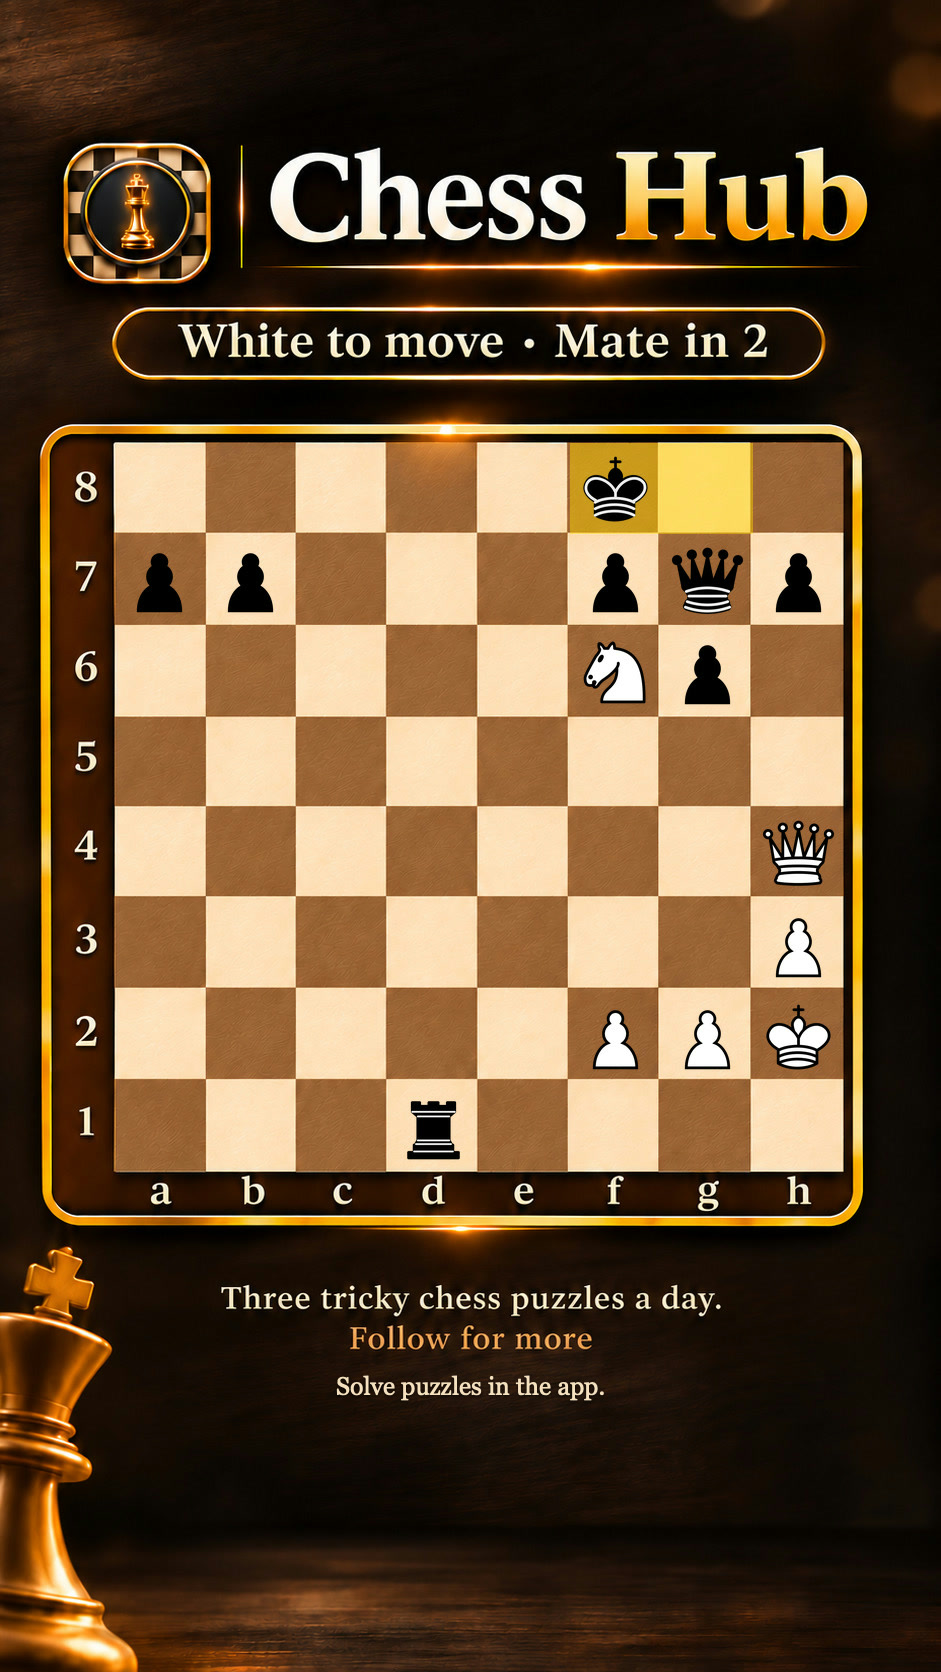 Chess Hub
White to move • Mate in 2
8
7
6
5
4
3
2
1
a b c d e f g h
Three tricky chess puzzles a day.
Follow for more
Solve puzzles in the app.